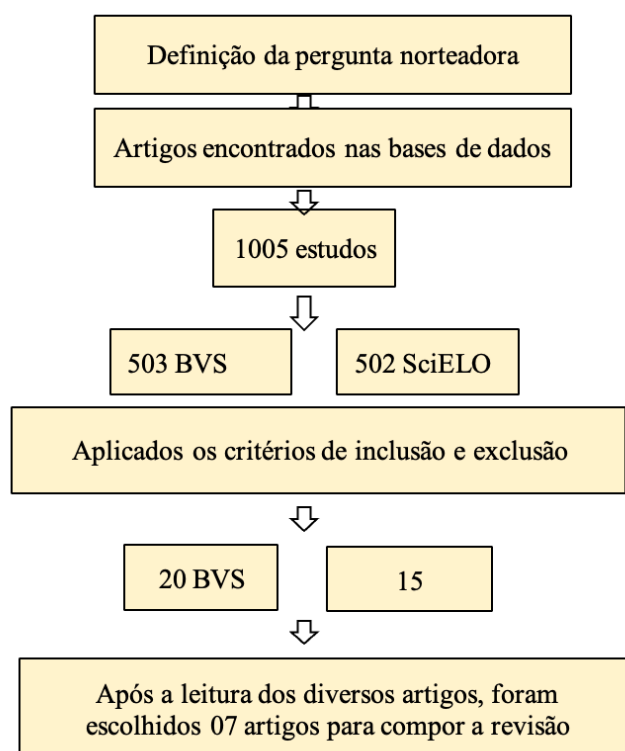 Definição da pergunta norteadora
Artigos encontrados nas bases de dados
1005 estudos
503 BVS
502 SciELO
Aplicados os critérios de inclusão e exclusão
20 BVS
15
Após a leitura dos diversos artigos, foram
escolhidos 07 artigos para compor a revisão